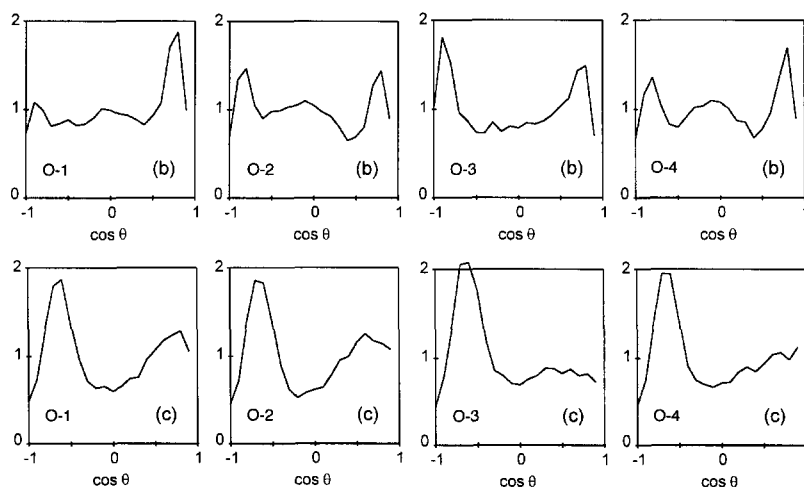 2 2 2 2
1 1 1 1
O-1 (b) O-2 (b) O-3 (b) O-4 (b)
0 0 0 0
-1 0 1 -1 0 1 -1 0 1 -1 0 1
cos θ cos θ cos θ cos θ
2 2 2 2
1 1 1 1
O-1 (c) O-2 (c) O-3 (c) O-4 (c)
0 0 0 0
-1 0 1 -1 0 1 -1 0 1 -1 0 1
cos θ cos θ cos θ cos θ